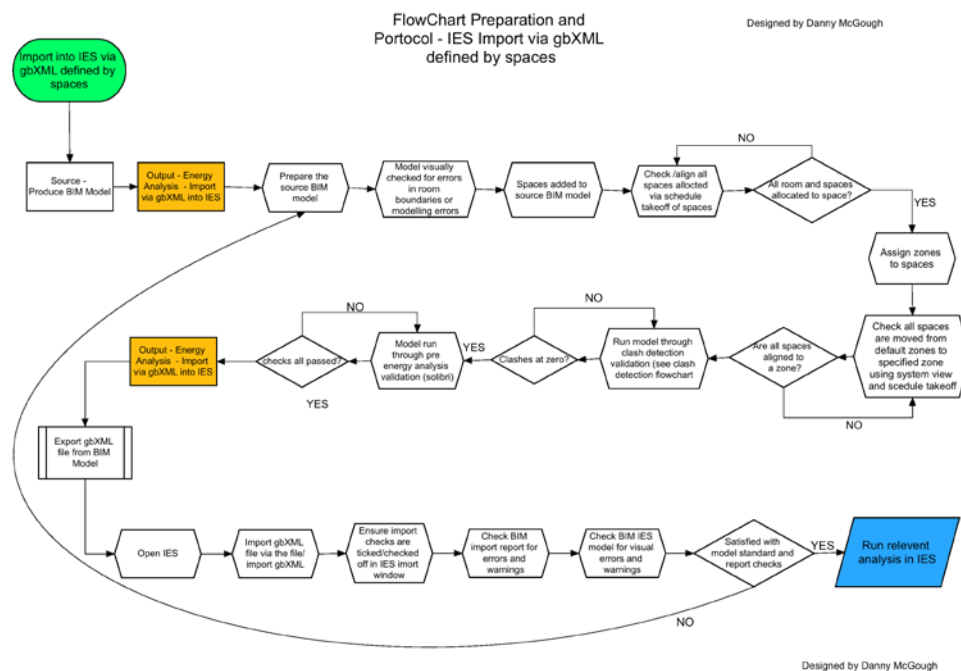 FlowChart Preparation and
Portocol - IES Import via gbXML
defined by spaces
Designed by Danny McGough
Import into IES via
gbXML defined by
spaces
Source -
Produce BIM Model
Output - Energy
Analysis - Import
via gbXML into IES
Prepare the
source BIM
model
Model visually
checked for errors
in room
boundaries or
modelling errors
Spaces added to
source BIM model
Check /align all
spaces allocted
via schedule
takeoff of spaces
NO
All room and spaces
allocated to space?
YES
Assign zones
to spaces
Check all spaces
are moved from
default zones to
specified zone
using system view
and scedule takeoff
Are all spaces
aligned to
a zone?
NO
Run model through
clash detection
validation (see clash
detection flowchart
NO
Clashes at zero?
YES
Model run
through pre
energy analysis
validation (solibri)
NO
checks all passed?
YES
Output - Energy
Analysis - Import
via gbXML into IES
Export gbXML
file from BIM
Model
Open IES
Import gbXML
file via the file/
import gbXML
Ensure import
checks are
ticked/checked
off in IES imort
window
Check BIM
import report for
errors and
warnings
Check BIM IES
model for visual
errors and
warnings
Satisfied with
model standard and
report checks
YES
NO
Run relevent
analysis in IES
Designed by Danny McGough